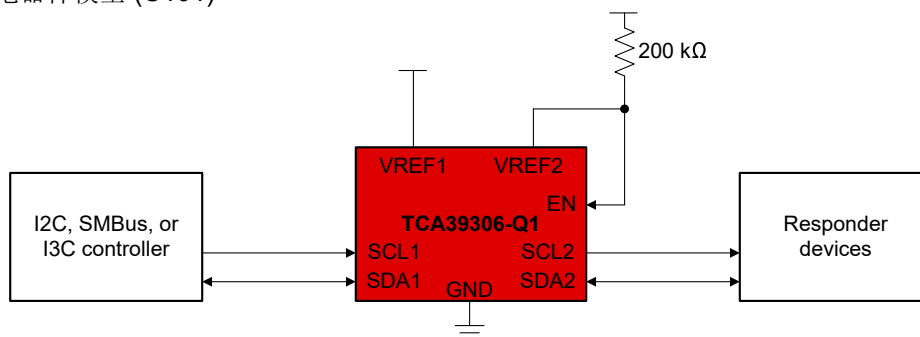 200 kΩ
VREF1 VREF2
EN
I2C, SMBus, or
I3C controller
TCA39306-Q1
SCL1 SCL2
SDA1 SDA2
GND
Responder
devices